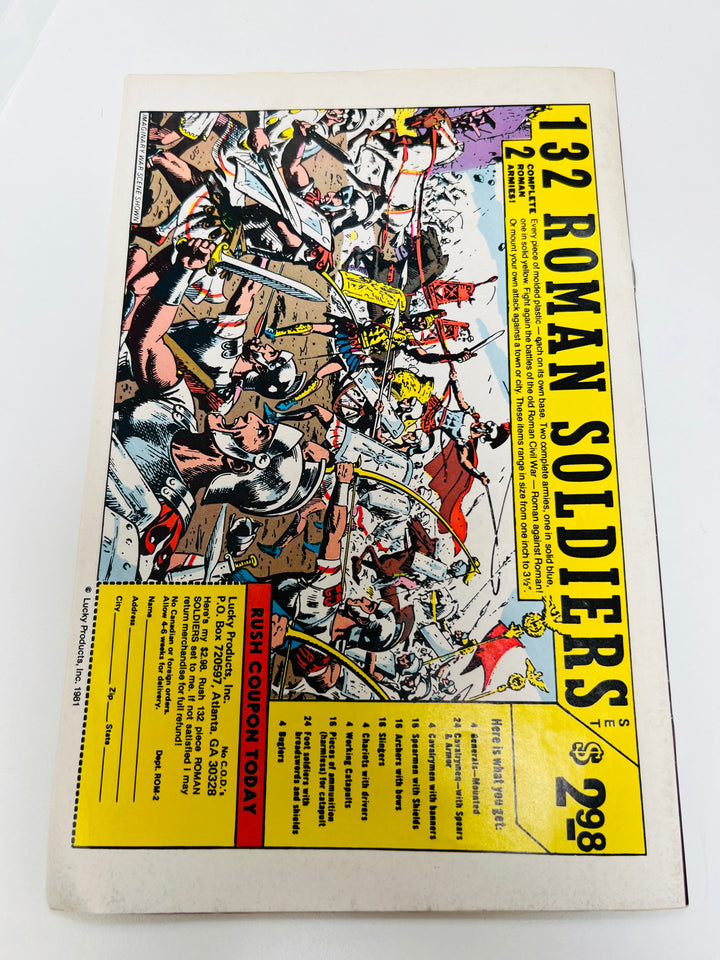 132 ROMAN SOLDIERS
SET
$2.98
COMPLETE
2 ROMAN
ARMIES!
Every piece of molded plastic — each on its own base. Two complete armies, one in solid blue,
one in solid yellow. Fight again the battles of the old Roman Civil War — Roman against Roman!
Or mount your own attack against a town or city. These items range in size from one inch to 3½".
IMAGINARY WAR SCENE SHOWN
Here is what you get:
4 Generals—Mounted
24 Cavalrymen—with Spears
& Armor
4 Cavalrymen with banners
16 Spearmen with Shields
16 Archers with bows
16 Slingers
4 Chariots with drivers
4 Working Catapults
16 Pieces of ammunition
(harmless) for catapult
24 Foot soldiers with
broadswords and shields
4 Buglers
RUSH COUPON TODAY
Lucky Products, Inc. No C.O.D.'s
P.O. Box 720597, Atlanta, GA 30328
Here's my $2.98. Rush 132 piece ROMAN
SOLDIERS set to me. If not satisfied I may
return merchandise for full refund!
No Canadian or foreign orders.
Allow 4-6 weeks for delivery. Dept. ROM-2
Name
Address
City Zip State
© Lucky Products, Inc. 1981